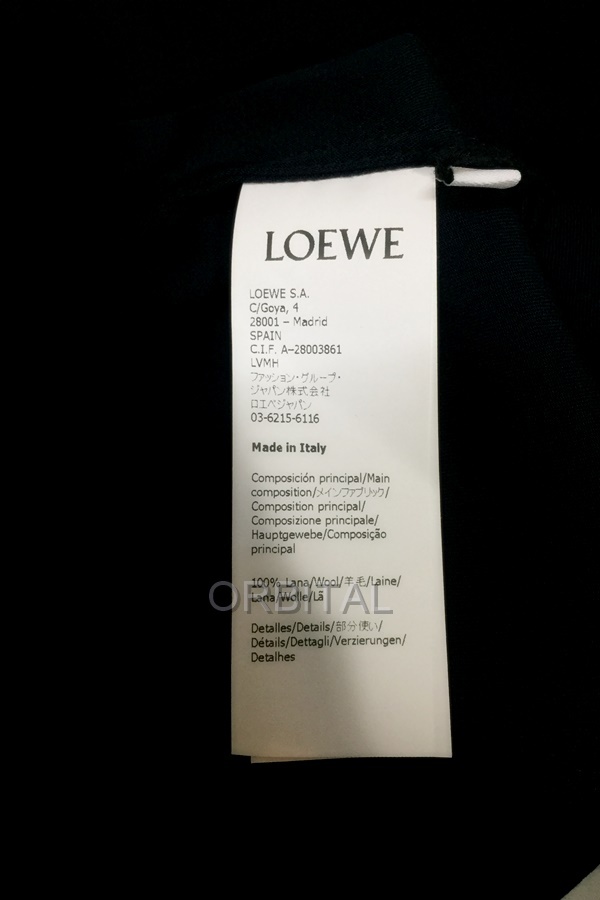 LOEWE
LOEWE S.A.
C/Goya, 4
28001 – Madrid
SPAIN
C.I.F. A–28003861
LVMH
ファッション・グループ・
ジャパン株式会社
ロエベジャパン
03-6215-6116
Made in Italy
Composición principal/Main
composition/メインファブリック/
Composition principal/
Composizione principale/
Hauptgewebe/Composição
principal
100% Lana/Wool/羊毛/Laine/
Lana/Wolle/Lã
ORBITAL
Detalles/Details/部分使い/
Détails/Dettagli/Verzierungen/
Detalhes